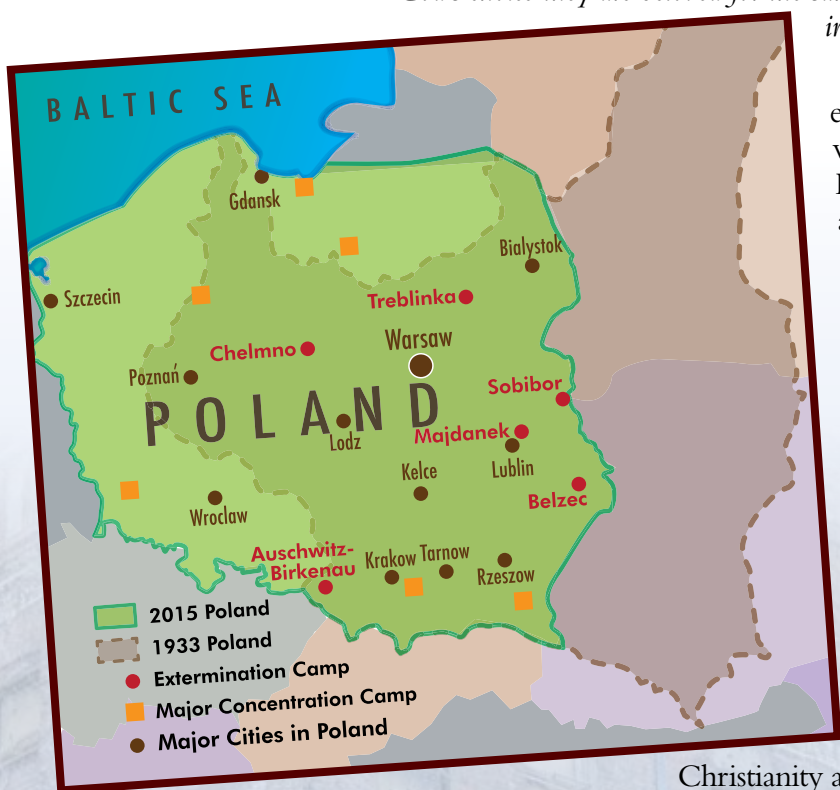 in
e
BALTIC SEA
Gdansk
Bialystok
Szczecin
Treblinka
Chelmno
Warsaw
Poznań
Sobibor
POLAND
Lodz
Majdanek
Lublin
Kelce
Belzec
Wroclaw
Auschwitz-
Birkenau
Krakow
Tarnow
Rzeszow
2015 Poland
1933 Poland
Extermination Camp
Major Concentration Camp
Major Cities in Poland
Christianity a